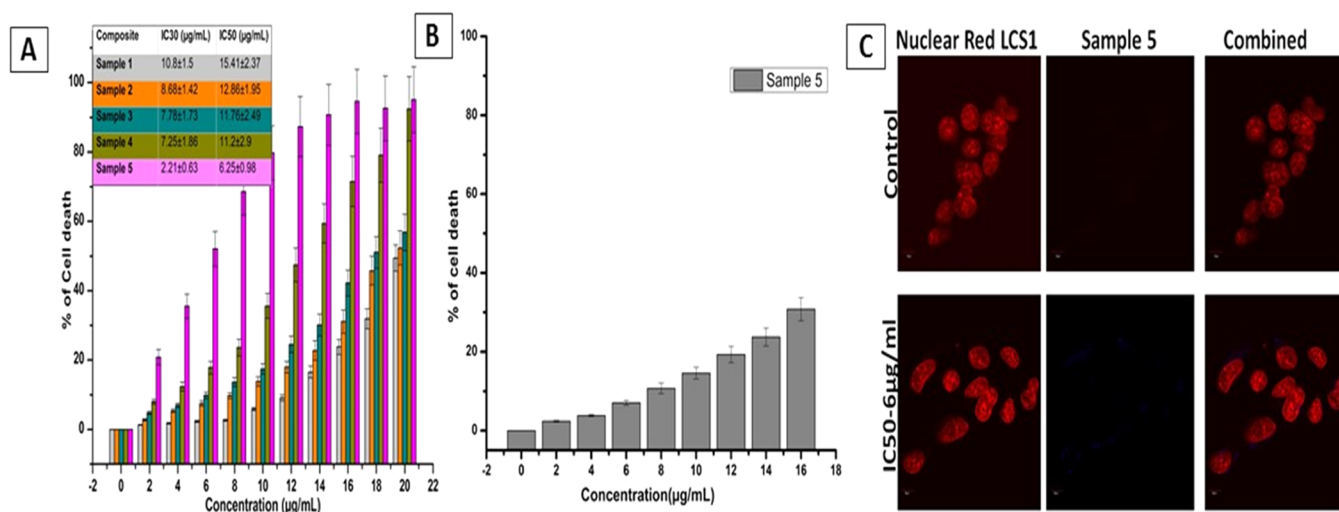 A
Composite IC30 (µg/mL) IC50 (µg/mL)
Sample 1 10.8±1.5 15.41±2.37
Sample 2 8.68±1.42 12.86±1.95
Sample 3 7.78±1.73 11.76±2.49
Sample 4 7.25±1.86 11.2±2.9
Sample 5 2.21±0.63 6.25±0.98
% of Cell death
100
80
60
40
20
0
-2 0 2 4 6 8 10 12 14 16 18 20 22
Concentration (µg/mL)
B
Sample 5
% of cell death
100
80
60
40
20
0
-2 0 2 4 6 8 10 12 14 16 18
Concentration(µg/mL)
C
Nuclear Red LCS1 Sample 5 Combined
Control
IC50-6µg/ml